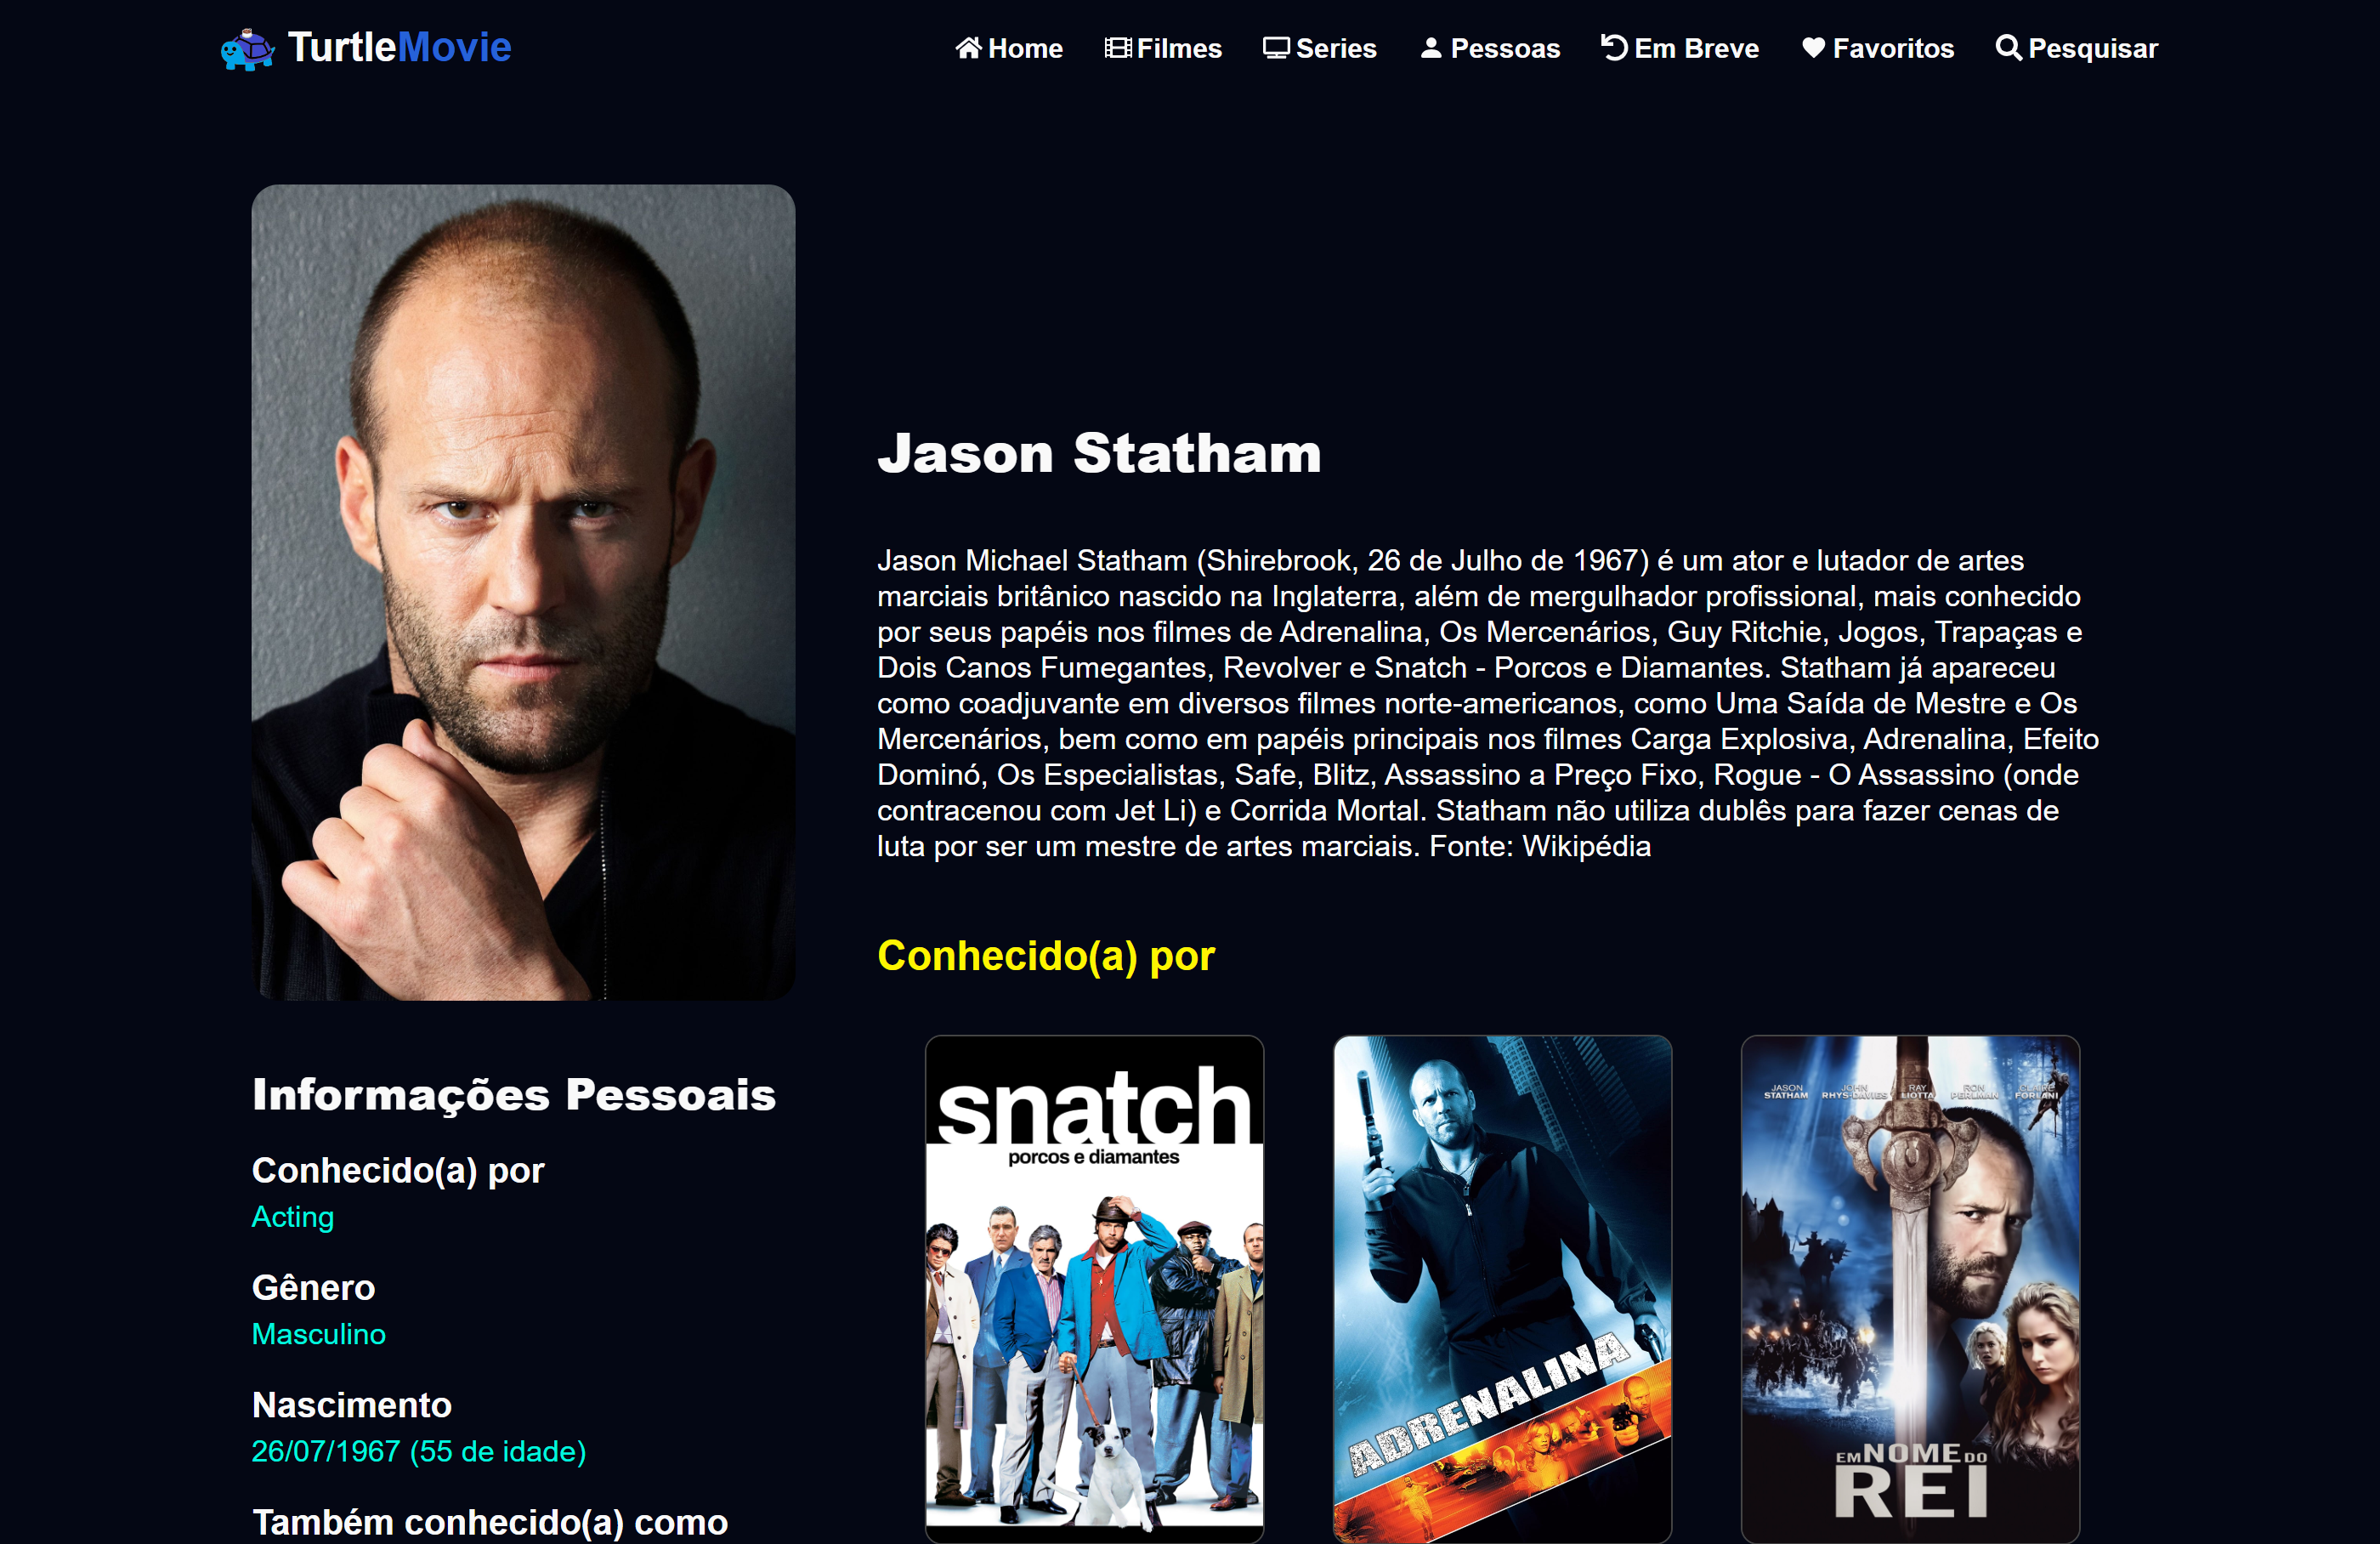 TurtleMovie
Home Filmes Series Pessoas Em Breve Favoritos Pesquisar
Jason Statham
Jason Michael Statham (Shirebrook, 26 de Julho de 1967) é um ator e lutador de artes
marciais britânico nascido na Inglaterra, além de mergulhador profissional, mais conhecido
por seus papéis nos filmes de Adrenalina, Os Mercenários, Guy Ritchie, Jogos, Trapaças e
Dois Canos Fumegantes, Revolver e Snatch - Porcos e Diamantes. Statham já apareceu
como coadjuvante em diversos filmes norte-americanos, como Uma Saída de Mestre e Os
Mercenários, bem como em papéis principais nos filmes Carga Explosiva, Adrenalina, Efeito
Dominó, Os Especialistas, Safe, Blitz, Assassino a Preço Fixo, Rogue - O Assassino (onde
contracenou com Jet Li) e Corrida Mortal. Statham não utiliza dublês para fazer cenas de
luta por ser um mestre de artes marciais. Fonte: Wikipédia
Conhecido(a) por
snatch
porcos e diamantes
ADRENALINA
JASON STATHAM
JOHN RHYS-DAVIES
RAY LIOTTA
RON PERLMAN
CLAIRE FORLANI
EM NOME DO
REI
Informações Pessoais
Conhecido(a) por
Acting
Gênero
Masculino
Nascimento
26/07/1967 (55 de idade)
Também conhecido(a) como